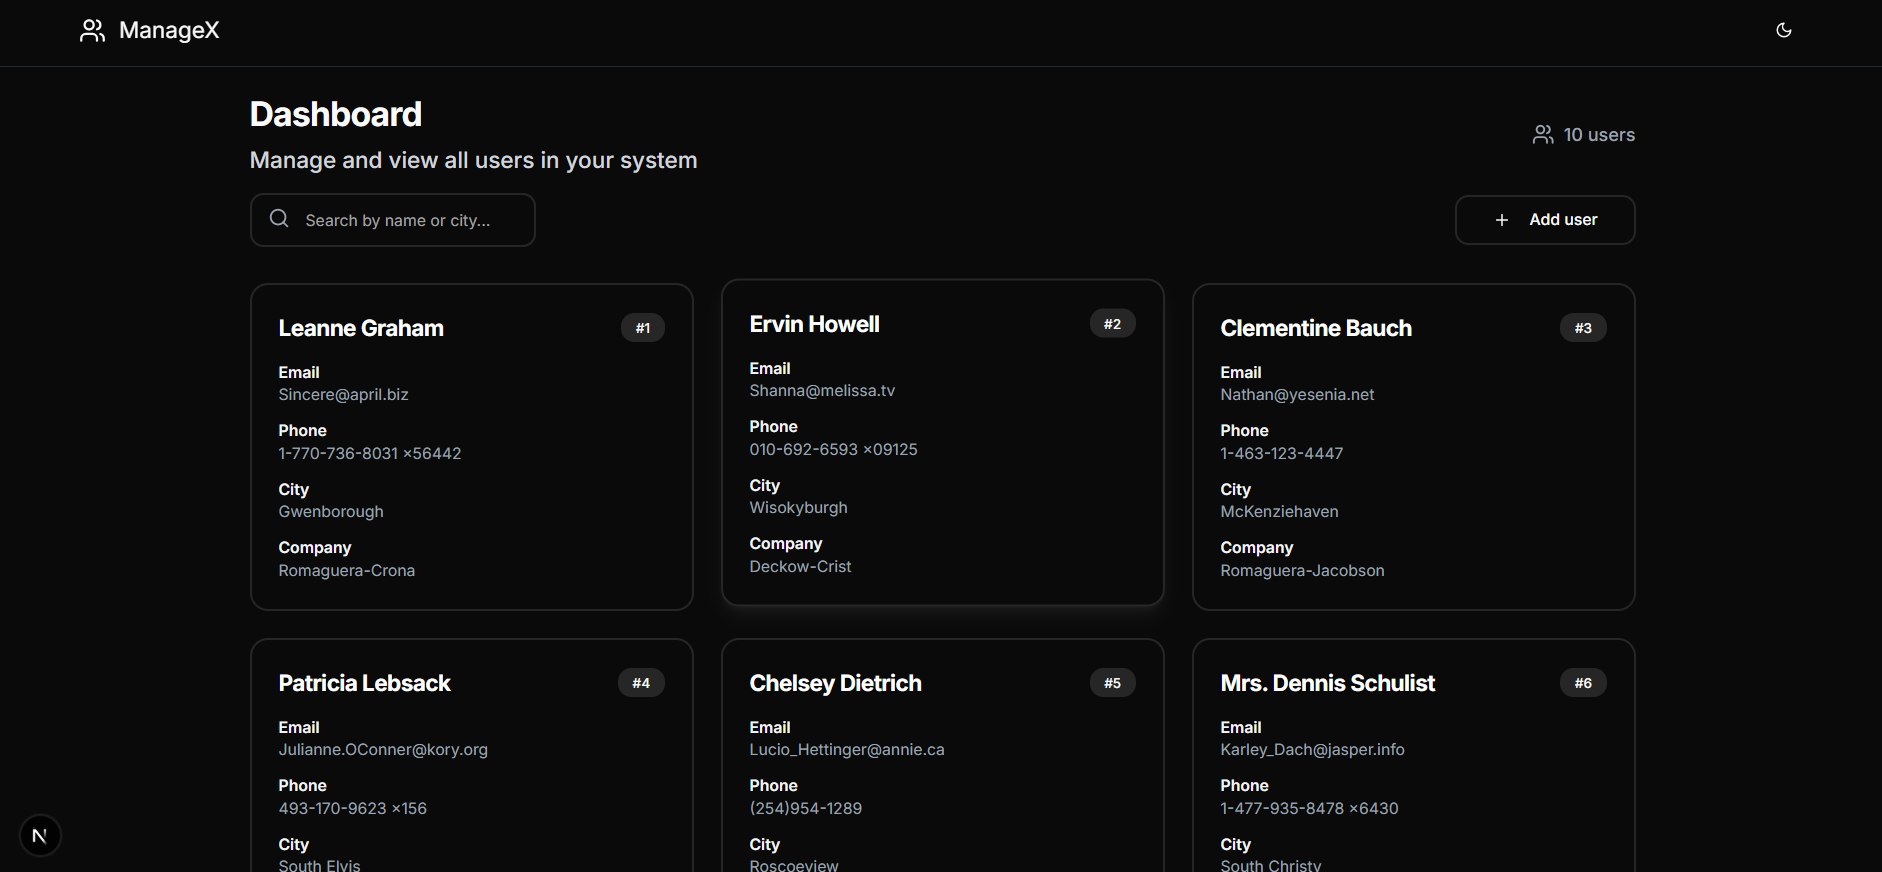 ManageX
Dashboard
10 users
Manage and view all users in your system
Search by name or city...
+ Add user
Leanne Graham
#1
Email
Sincere@april.biz
Phone
1-770-736-8031 x56442
City
Gwenborough
Company
Romaguera-Crona
Ervin Howell
#2
Email
Shanna@melissa.tv
Phone
010-692-6593 x09125
City
Wisokyburgh
Company
Deckow-Crist
Clementine Bauch
#3
Email
Nathan@yesenia.net
Phone
1-463-123-4447
City
McKenziehaven
Company
Romaguera-Jacobson
Patricia Lebsack
#4
Email
Julianne.OConner@kory.org
Phone
493-170-9623 x156
City
South Elvis
Chelsey Dietrich
#5
Email
Lucio_Hettinger@annie.ca
Phone
(254)954-1289
City
Roscoeview
Mrs. Dennis Schulist
#6
Email
Karley_Dach@jasper.info
Phone
1-477-935-8478 x6430
City
South Christy
N